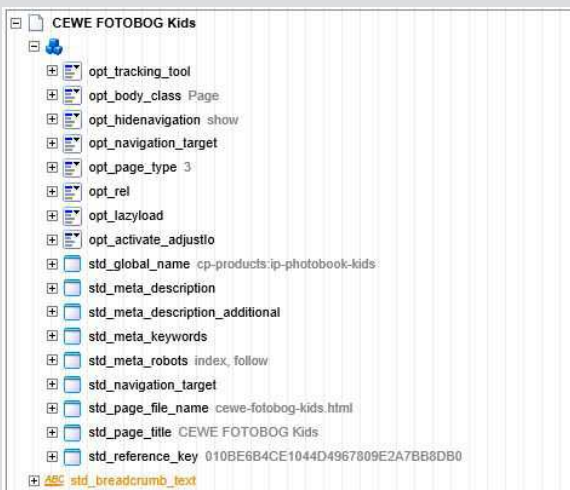 CEWE FOTOBOG Kids
opt_tracking_tool
opt_body_class Page
opt_hidenavigation show
opt_navigation_target
opt_page_type 3
opt_rel
opt_lazyload
opt_activate_adjustlo
std_global_name cp-products:ip-photobook-kids
std_meta_description
std_meta_description_additional
std_meta_keywords
std_meta_robots index, follow
std_navigation_target
std_page_file_name cewe-fotobog-kids.html
std_page_title CEWE FOTOBOG Kids
std_reference_key 010BE6B4CE1044D4967809E2A7BB8DB0
ABC std_breadcrumb_text